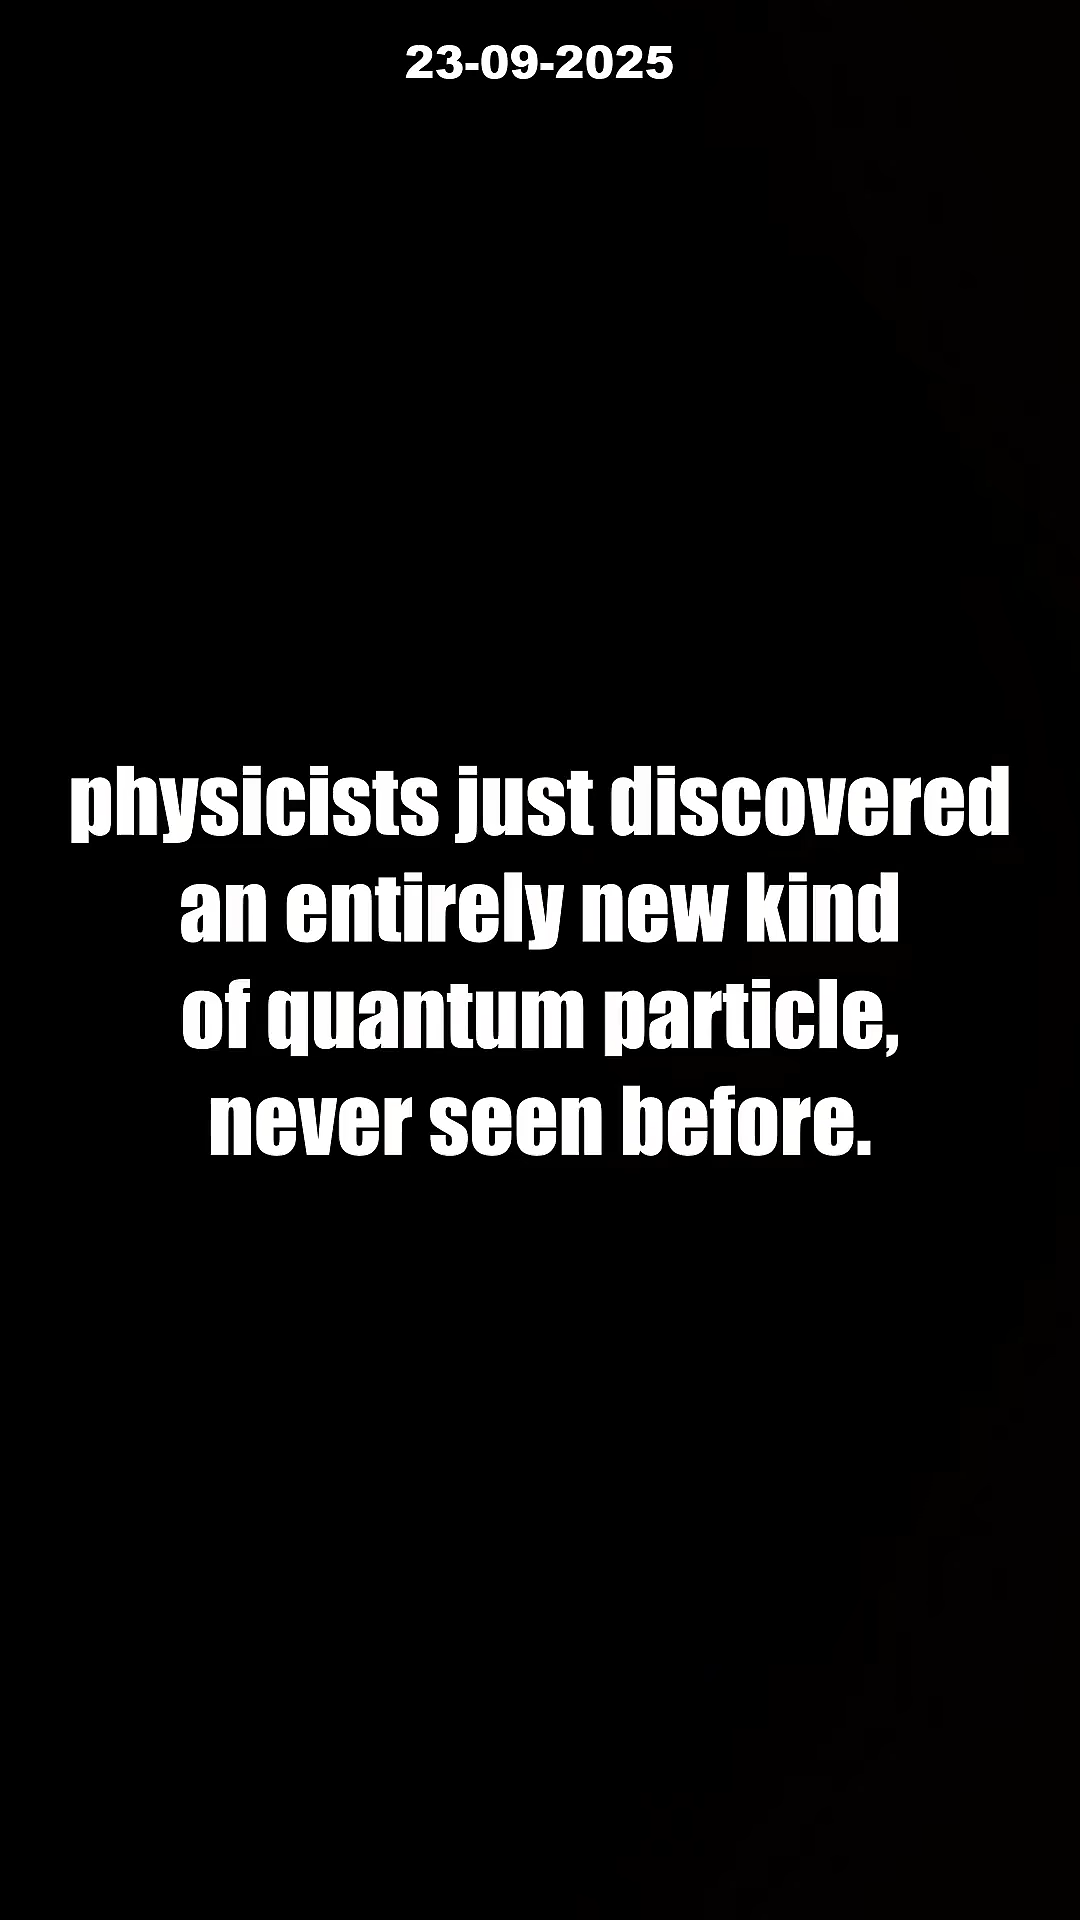 23-09-2025
physicists just discovered
an entirely new kind
of quantum particle,
never seen before.